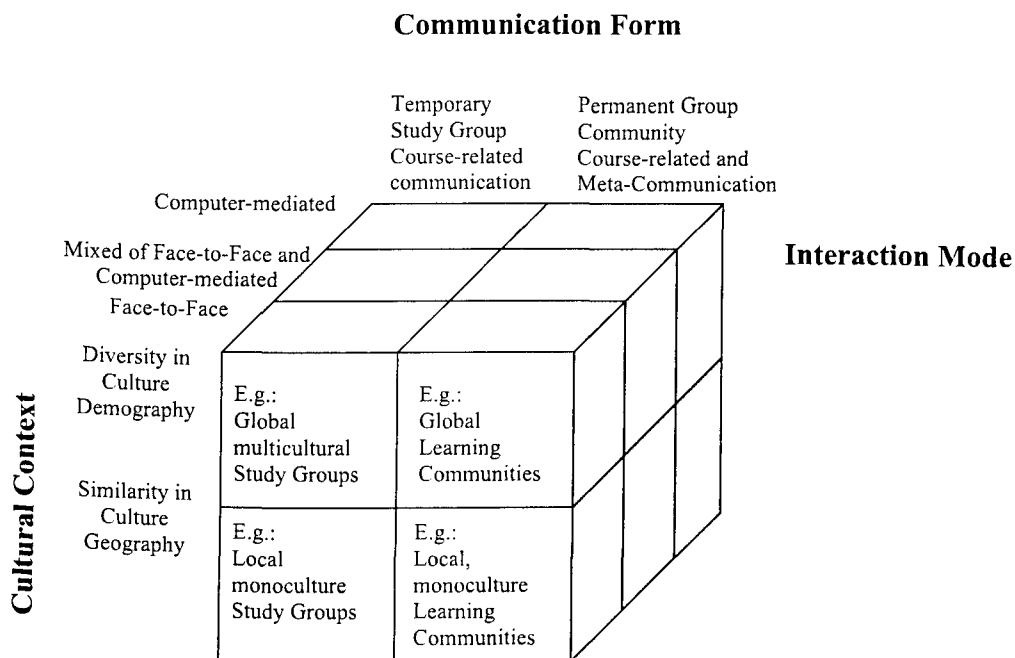 Communication Form
Temporary
Study Group
Course-related
communication
Permanent Group
Community
Course-related and
Meta-Communication
Computer-mediated
Mixed of Face-to-Face and
Computer-mediated
Face-to-Face
Interaction Mode
Cultural Context
Diversity in
Culture
Demography
Similarity in
Culture
Geography
E.g.:
Global
multicultural
Study Groups
E.g.:
Global
Learning
Communities
E.g.:
Local
monoculture
Study Groups
E.g.:
Local,
monoculture
Learning
Communities